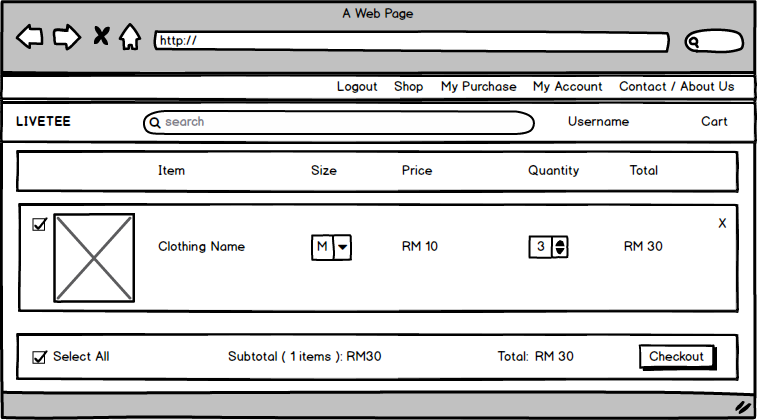 A Web Page
http://
Logout Shop My Purchase My Account Contact / About Us
LIVETEE search Username Cart
Item Size Price Quantity Total
X
Clothing Name M RM 10 3 RM 30
Select All Subtotal ( 1 items ): RM30 Total: RM 30 Checkout